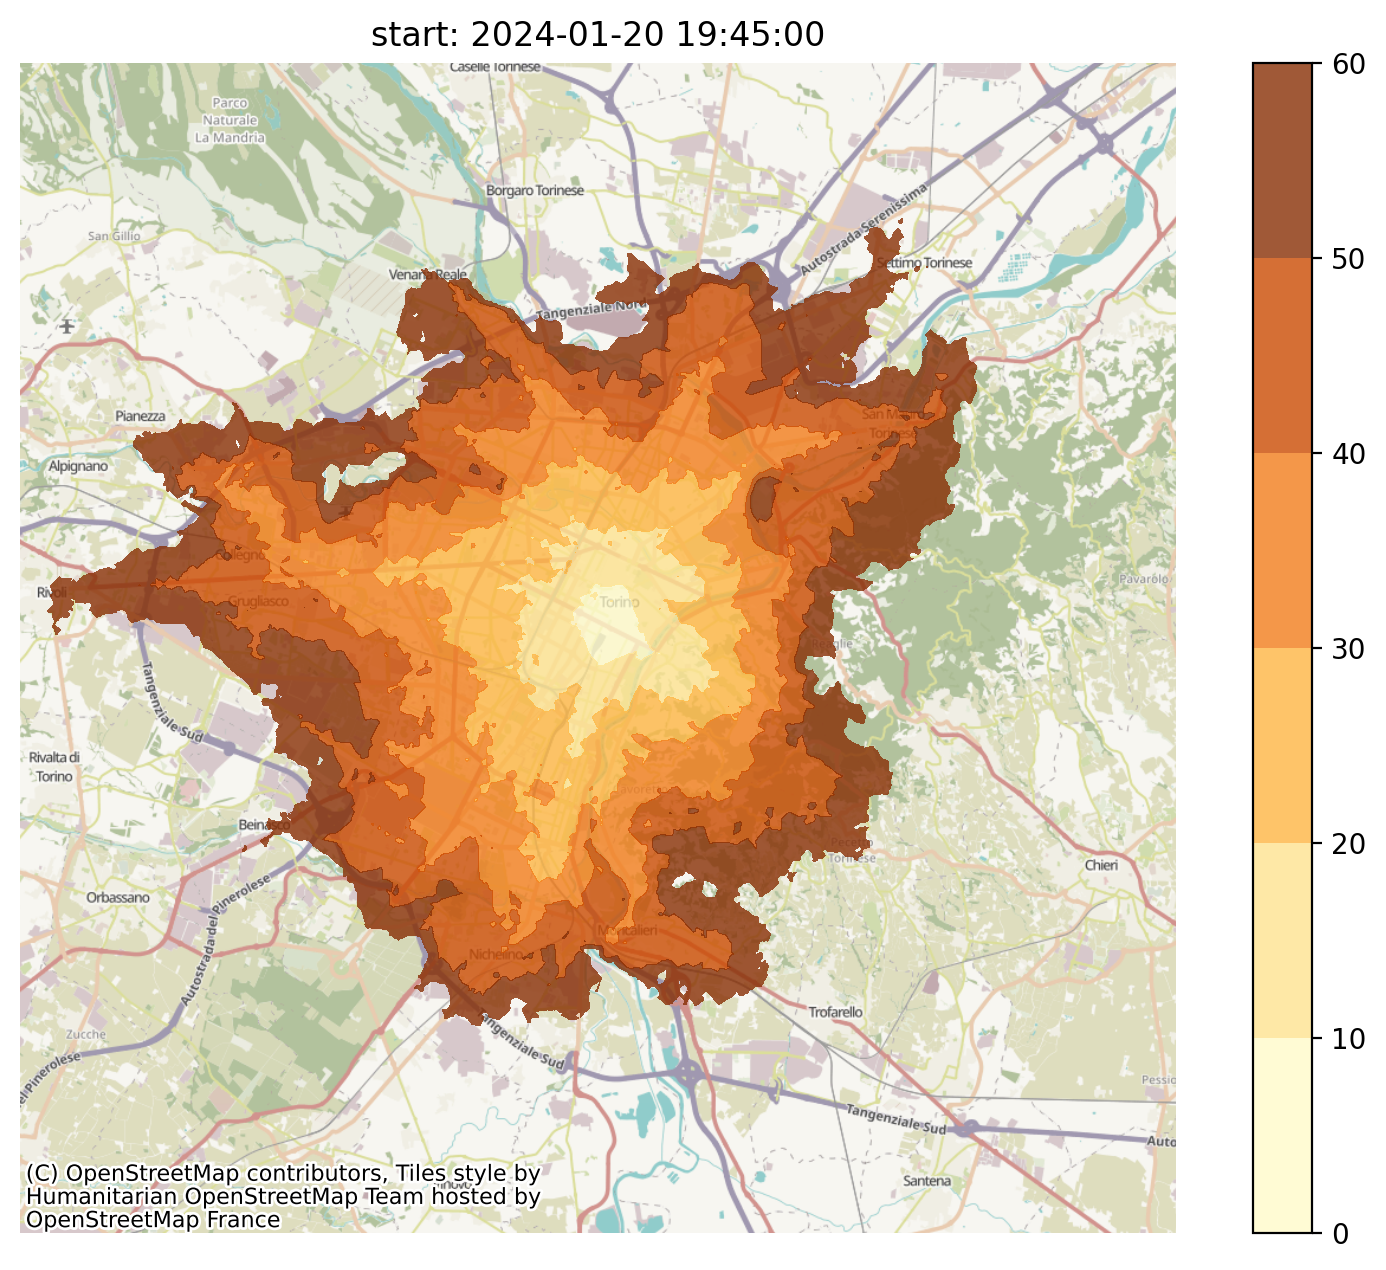 start: 2024-01-20 19:45:00
60
50
40
30
20
10
0
Caselle Torinese
Parco
Naturale
La Mandria
Borgaro Torinese
Autostrada Serenissima
San Gillio
Settimo Torinese
Venaria Reale
Tangenziale Nord
Pianezza
San Mauro
Torinese
Alpignano
Collegno
Pavarolo
Rivoli
Grugliasco
Torino
Reaglie
Tangenziale Sud
Rivalta di
Torino
Cavoretto
Beinasco
Pecetto
Torinese
Chieri
Orbassano
Autostrada del Pinerolese
Moncalieri
Nichelino
Trofarello
Zucche
Tangenziale Sud
del Pinerolese
Pessio
Tangenziale Sud
Auto
Santena
(C) OpenStreetMap contributors, Tiles style by
Humanitarian OpenStreetMap Team hosted by
OpenStreetMap France